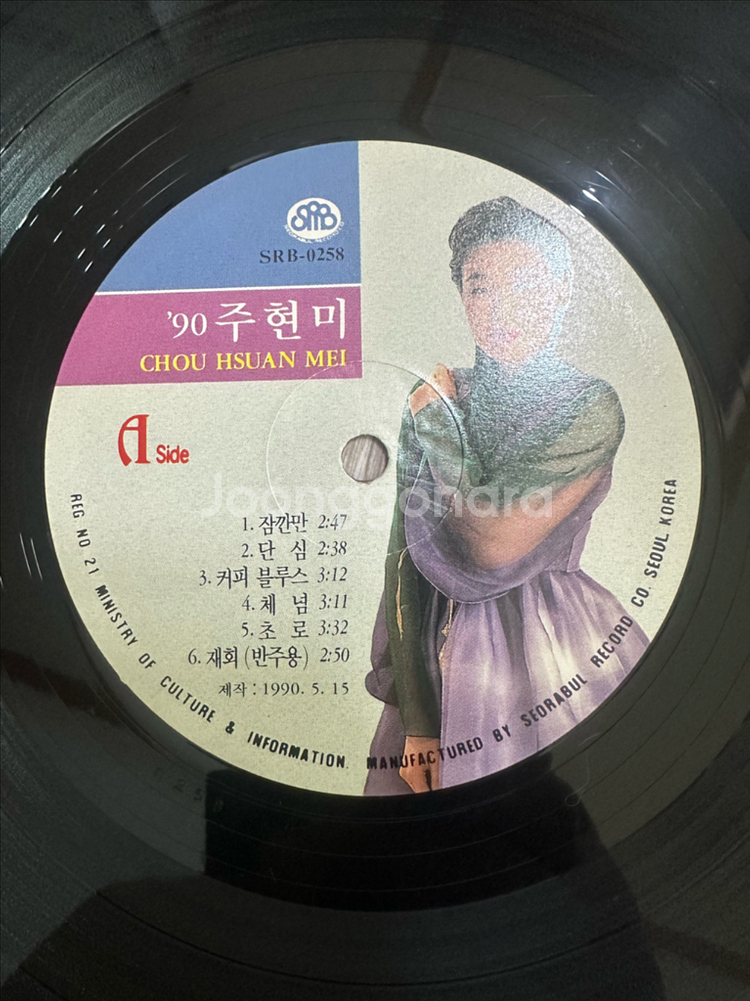 SRB
SRB-0258
'90 주현미
CHOU HSUAN MEI
A Side
1. 잠깐만 2:47
2. 단 심 2:38
3. 커피 블루스 3:12
4. 체 념 3:11
5. 초 로 3:32
6. 재회 (반주용) 2:50
제작 : 1990. 5. 15
REG NO 21 MINISTRY OF CULTURE & INFORMATION. MANUFACTURED BY SEORABUL RECORD CO. SEOUL KOREA
Joonggonara